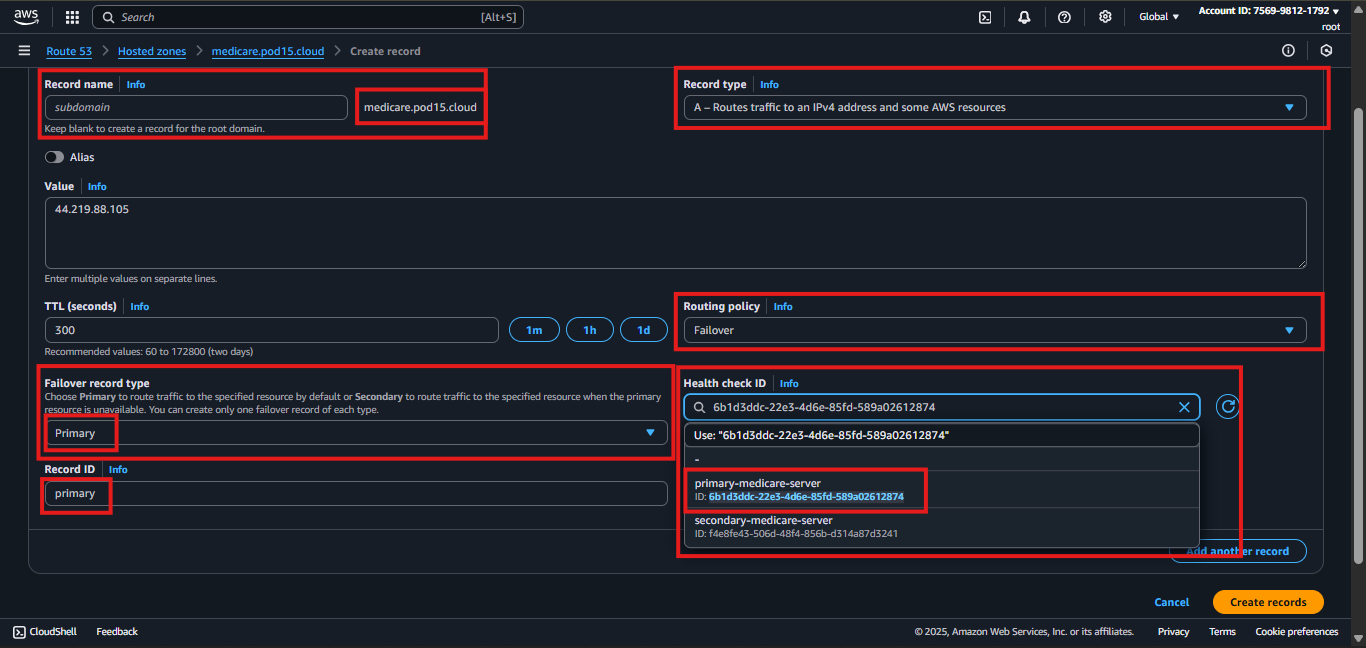 aws
Search [Alt+S]
Global
Account ID: 7569-9812-1792
root
Route 53 > Hosted zones > medicare.pod15.cloud > Create record
Record name Info
subdomain
medicare.pod15.cloud
Keep blank to create a record for the root domain.
Record type Info
A – Routes traffic to an IPv4 address and some AWS resources
Alias
Value Info
44.219.88.105
Enter multiple values on separate lines.
TTL (seconds) Info
300
1m 1h 1d
Recommended values: 60 to 172800 (two days)
Routing policy Info
Failover
Failover record type
Choose Primary to route traffic to the specified resource by default or Secondary to route traffic to the specified resource when the primary
resource is unavailable. You can create only one failover record of each type.
Primary
Health check ID Info
6b1d3ddc-22e3-4d6e-85fd-589a02612874
Use: "6b1d3ddc-22e3-4d6e-85fd-589a02612874"
-
primary-medicare-server
ID: 6b1d3ddc-22e3-4d6e-85fd-589a02612874
secondary-medicare-server
ID: f4e8fe43-506d-48f4-856b-d314a87d3241
Record ID Info
primary
Add another record
Cancel
Create records
CloudShell Feedback
© 2025, Amazon Web Services, Inc. or its affiliates. Privacy Terms Cookie preferences